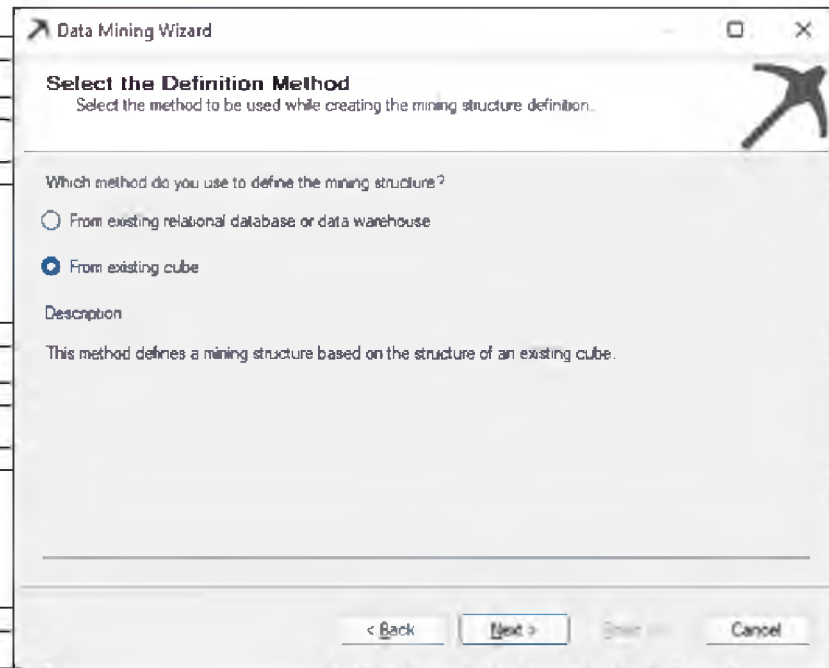 Data Mining Wizard
Select the Definition Method
Select the method to be used while creating the mining structure definition.
Which method do you use to define the mining structure?
From existing relational database or data warehouse
From existing cube
Description
This method defines a mining structure based on the structure of an existing cube.
< Back
Next >
Cancel